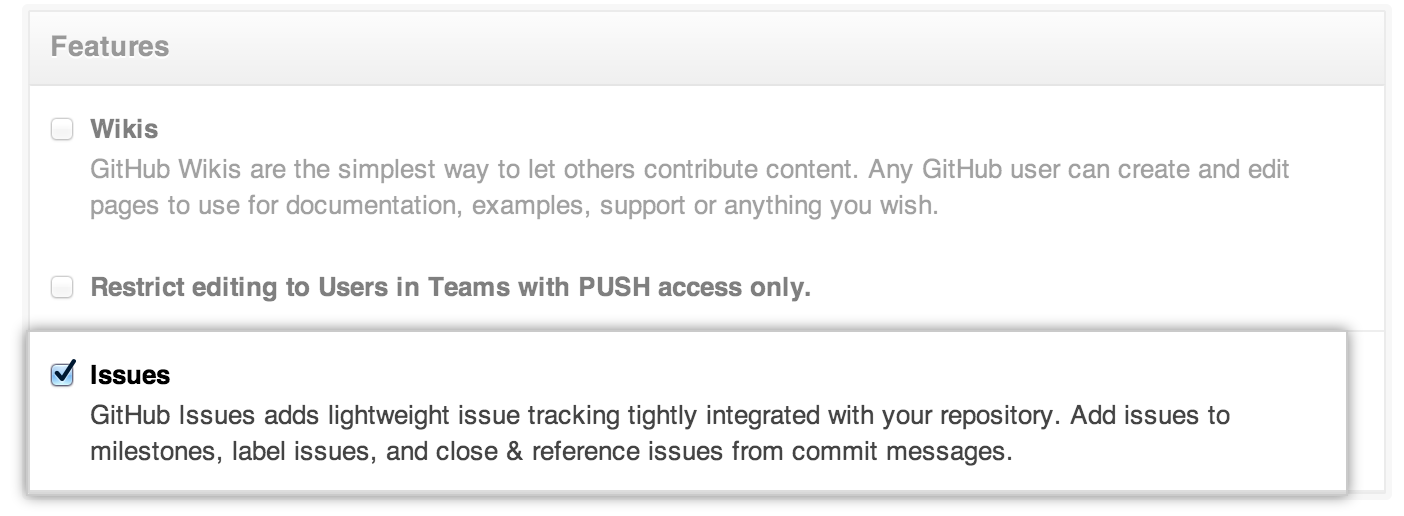 Features
Wikis
GitHub Wikis are the simplest way to let others contribute content. Any GitHub user can create and edit
pages to use for documentation, examples, support or anything you wish.
Restrict editing to Users in Teams with PUSH access only.
Issues
GitHub Issues adds lightweight issue tracking tightly integrated with your repository. Add issues to
milestones, label issues, and close & reference issues from commit messages.